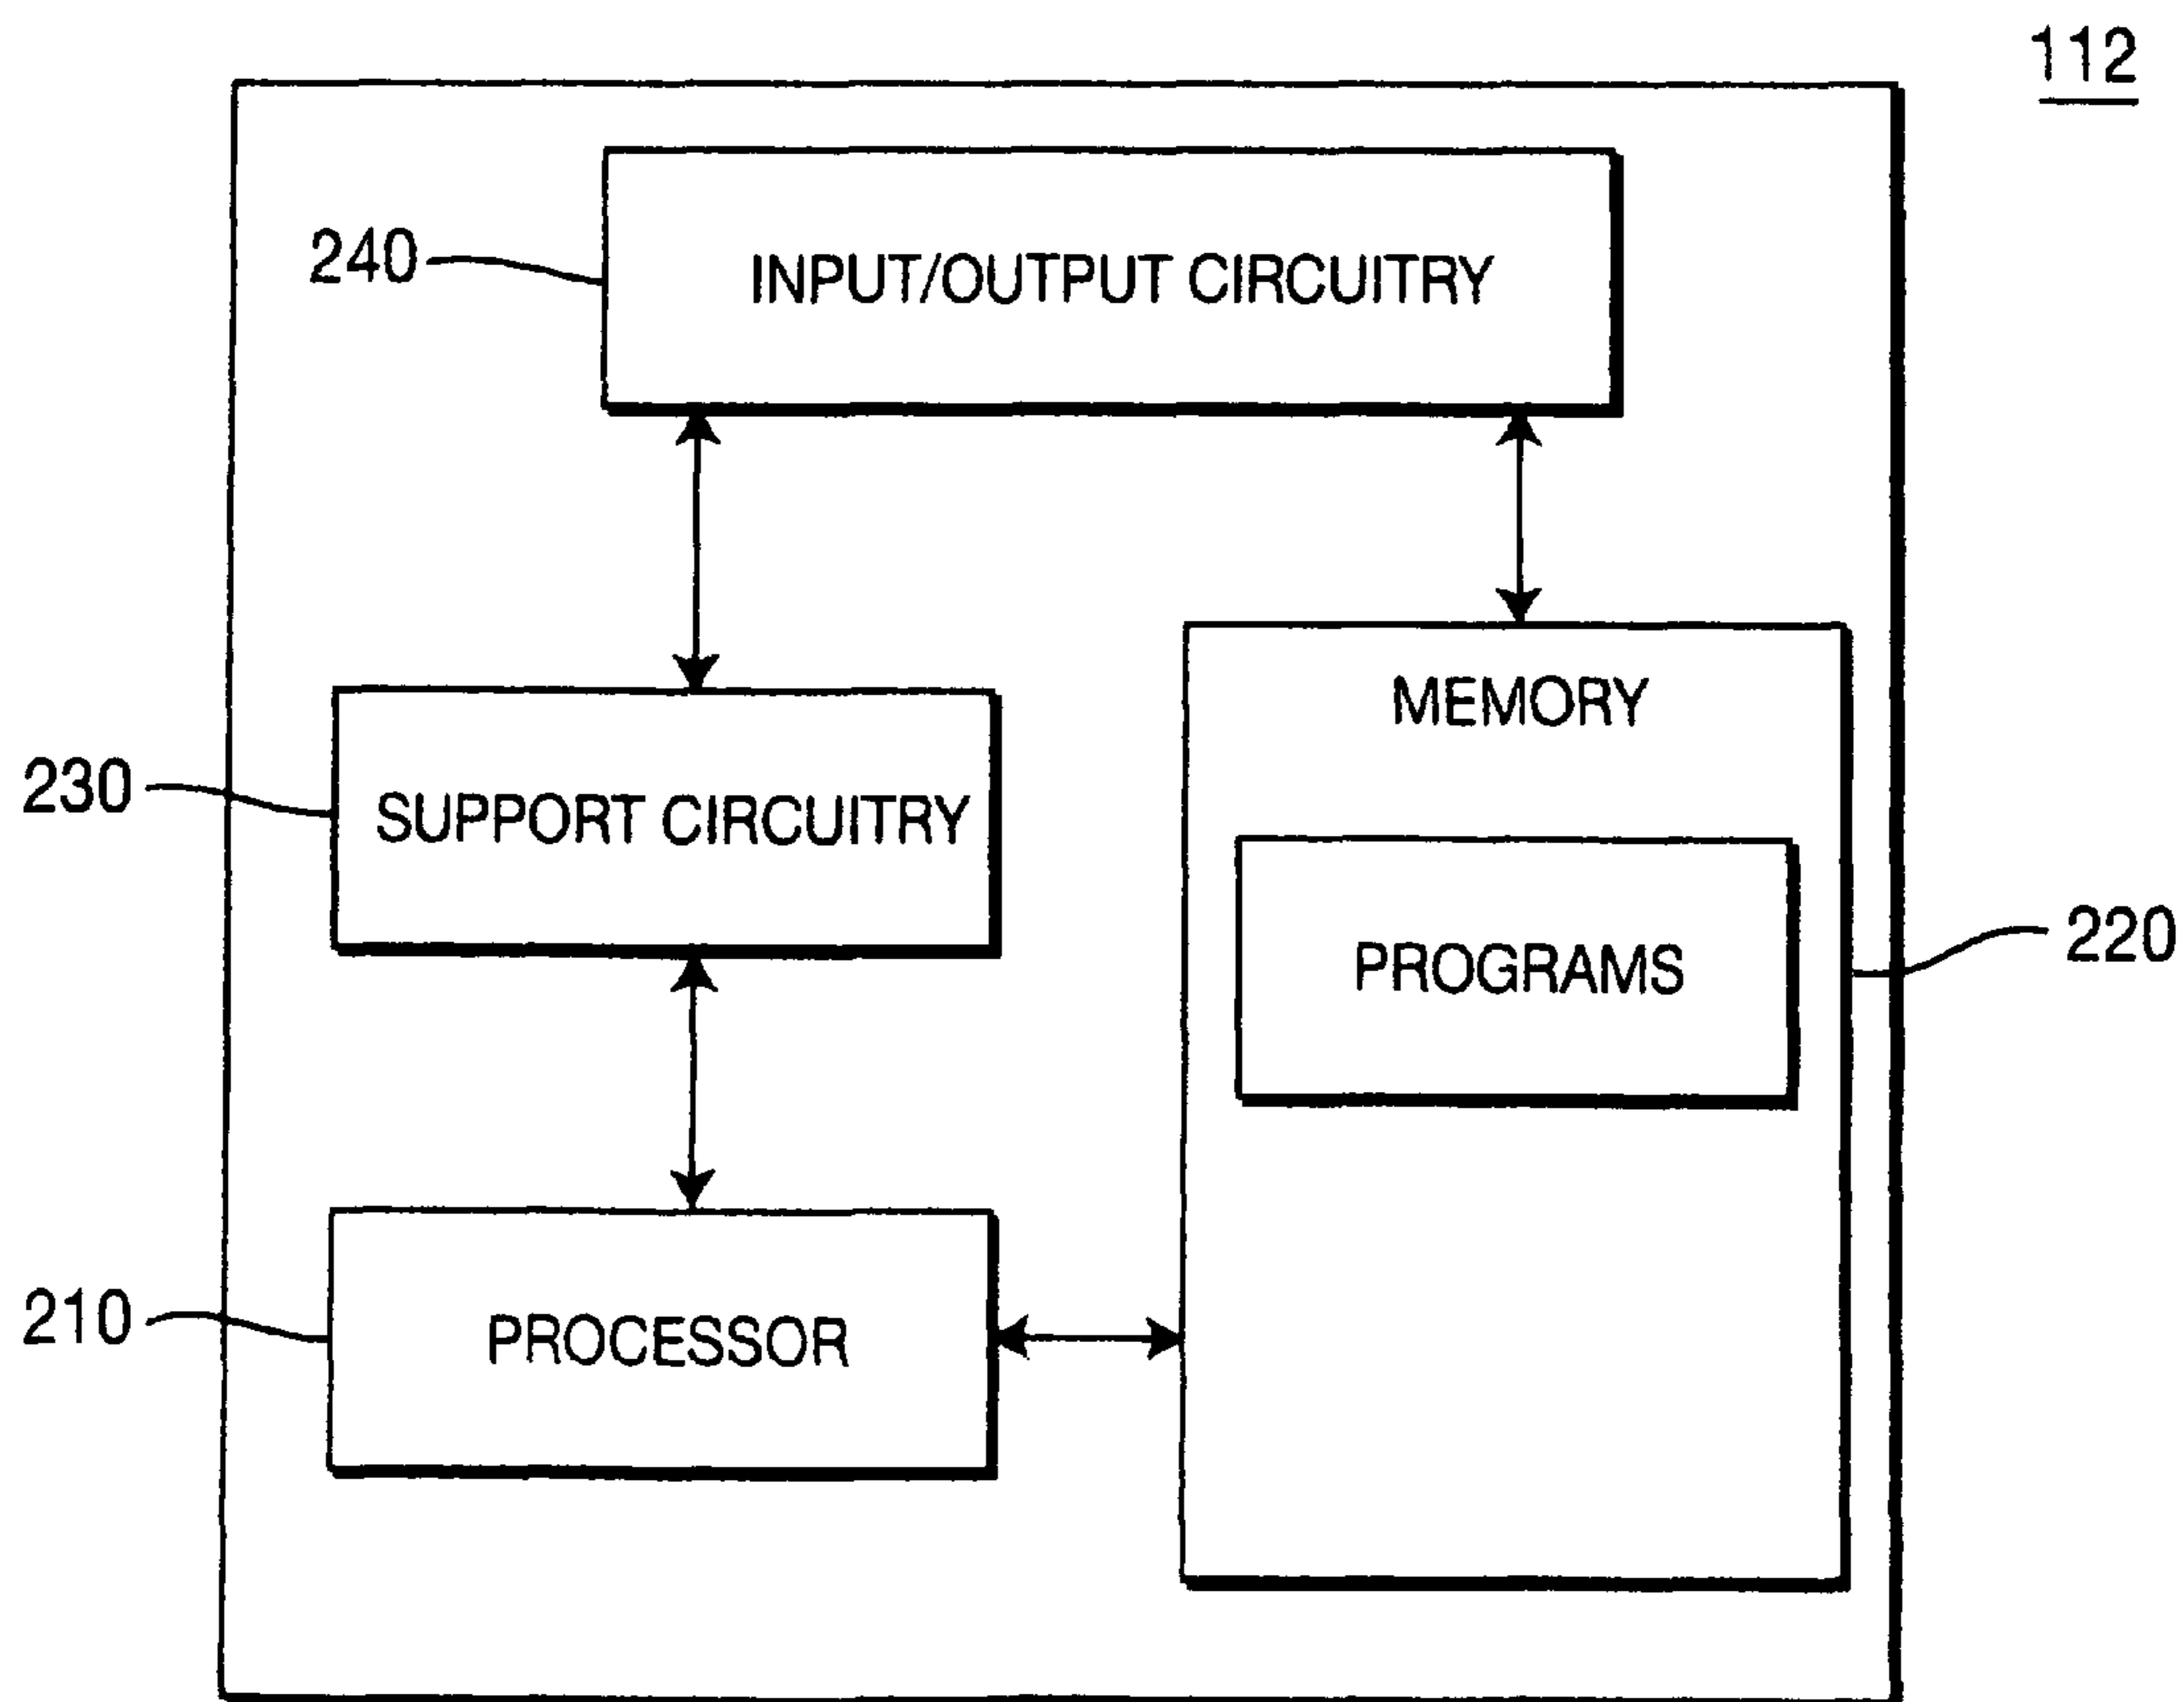 112
240
INPUT/OUTPUT CIRCUITRY
MEMORY
230
SUPPORT CIRCUITRY
PROGRAMS
220
210
PROCESSOR